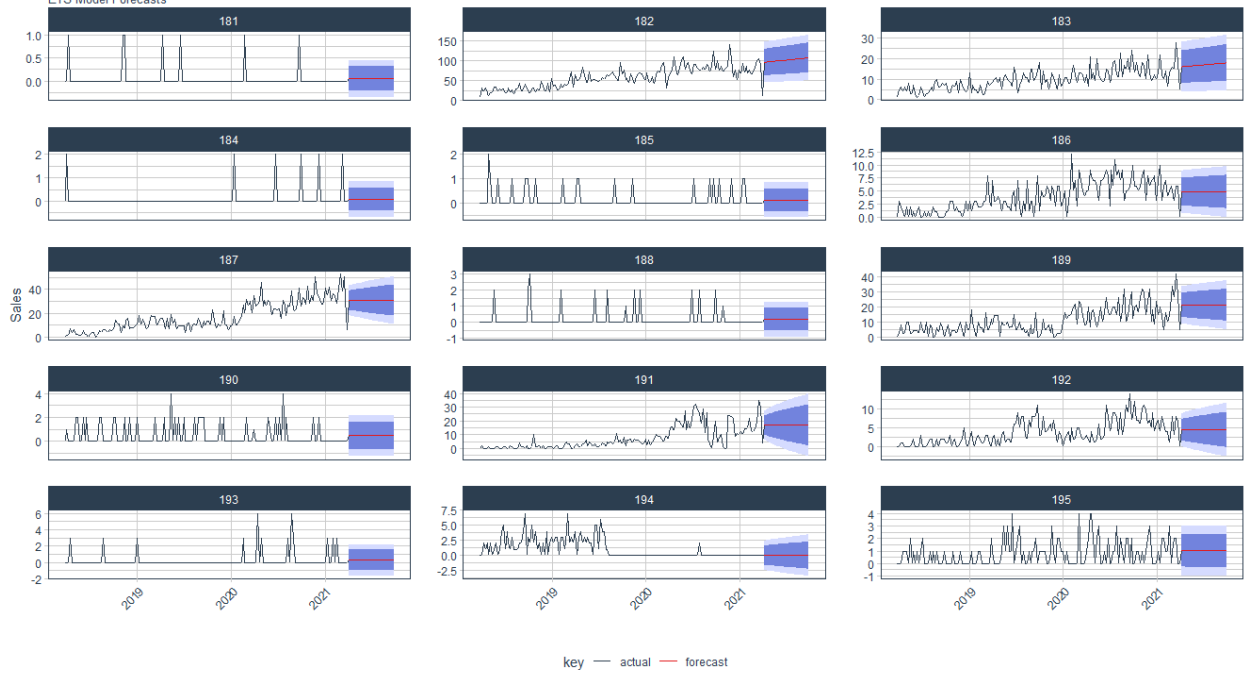 ETS Model Forecasts
181 182 183
1.0 150 30
0.5 100 20
0.0 50 10
0 0
184 185 186
2 2 12.5
1 1 10.0
0 0 7.5
5.0
2.5
0.0
187 188 189
40 3 40
20 2 30
0 1 20
0 10
-1 0
Sales
190 191 192
4 40 10
2 30 5
0 20 0
10
0
193 194 195
6 7.5 4
4 5.0 3
2 2.5 2
0 0.0 1
-2 -2.5 0
-1
2019 2020 2021 2019 2020 2021 2019 2020 2021
key actual forecast